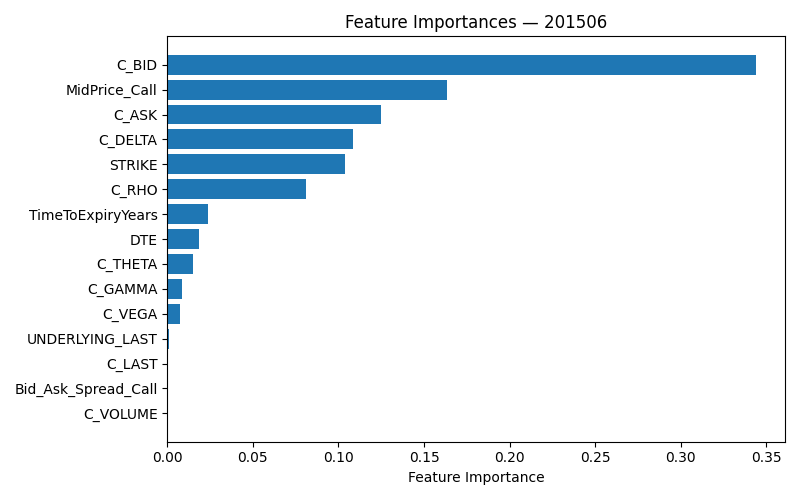 Feature Importances — 201506
C_BID
MidPrice_Call
C_ASK
C_DELTA
STRIKE
C_RHO
TimeToExpiryYears
DTE
C_THETA
C_GAMMA
C_VEGA
UNDERLYING_LAST
C_LAST
Bid_Ask_Spread_Call
C_VOLUME
0.00 0.05 0.10 0.15 0.20 0.25 0.30 0.35
Feature Importance